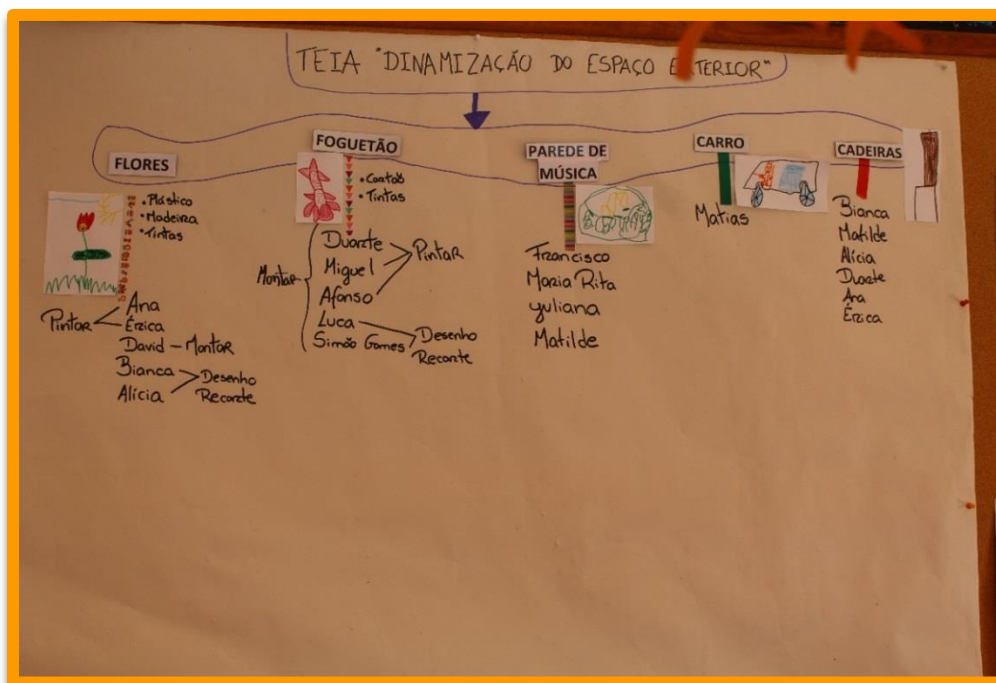 TEIA "DINAMIZAÇÃO DO ESPAÇO EXTERIOR"
FLORES
• Plástico
• Madeira
• Tintas
Pintar
Ana
Érica
David – Montar
Bianca
Alícia
Desenho
Recorte
FOGUETÃO
• Cartão
• Tintas
Montar
Duarte
Miguel
Afonso
Pintar
Luca
Simão Gomes
Desenho
Recorte
PAREDE DE
MÚSICA
Francisco
Maria Rita
Yuliana
Matilde
CARRO
Matias
CADEIRAS
Bianca
Matilde
Alícia
Duarte
Ana
Érica